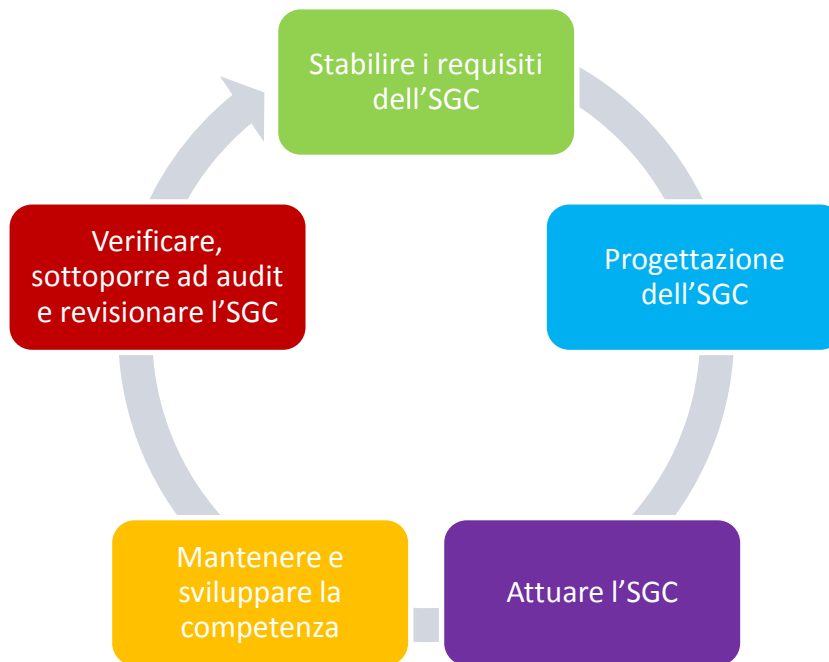 Stabilire i requisiti
dell’SGC
Progettazione
dell’SGC
Attuare l’SGC
Mantenere e
sviluppare la
competenza
Verificare,
sottoporre ad audit
e revisionare l’SGC